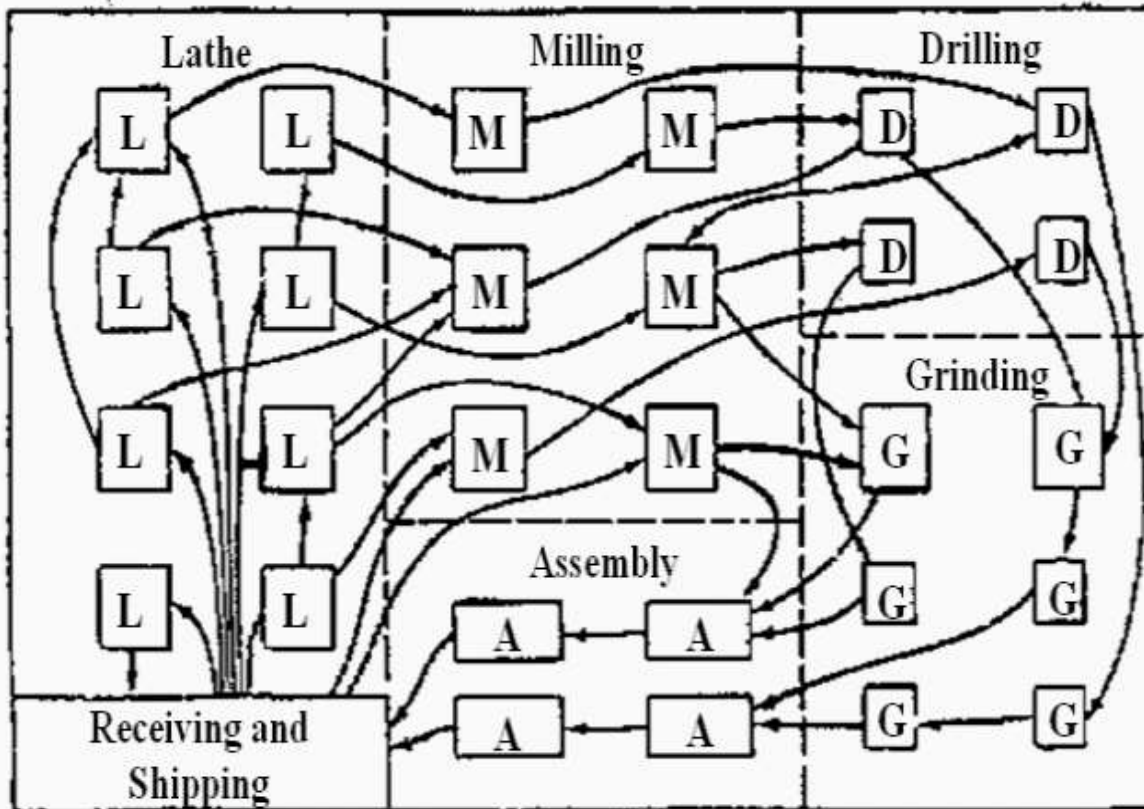 Lathe Milling Drilling
L L M M D D
L L M M D D
Grinding
L L M M G G
Assembly
L L A A G G
Receiving and A A G G
Shipping